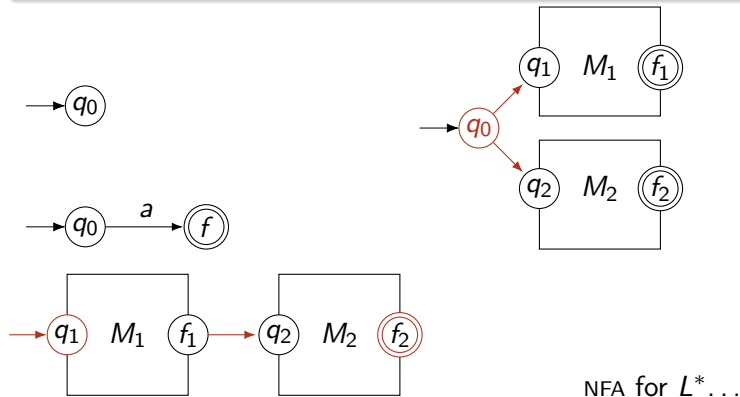 q₀
a
q₀ f
q₁ M₁ f₁ q₂ M₂ f₂
q₁ M₁ f₁
q₀
q₂ M₂ f₂
NFA for L*...